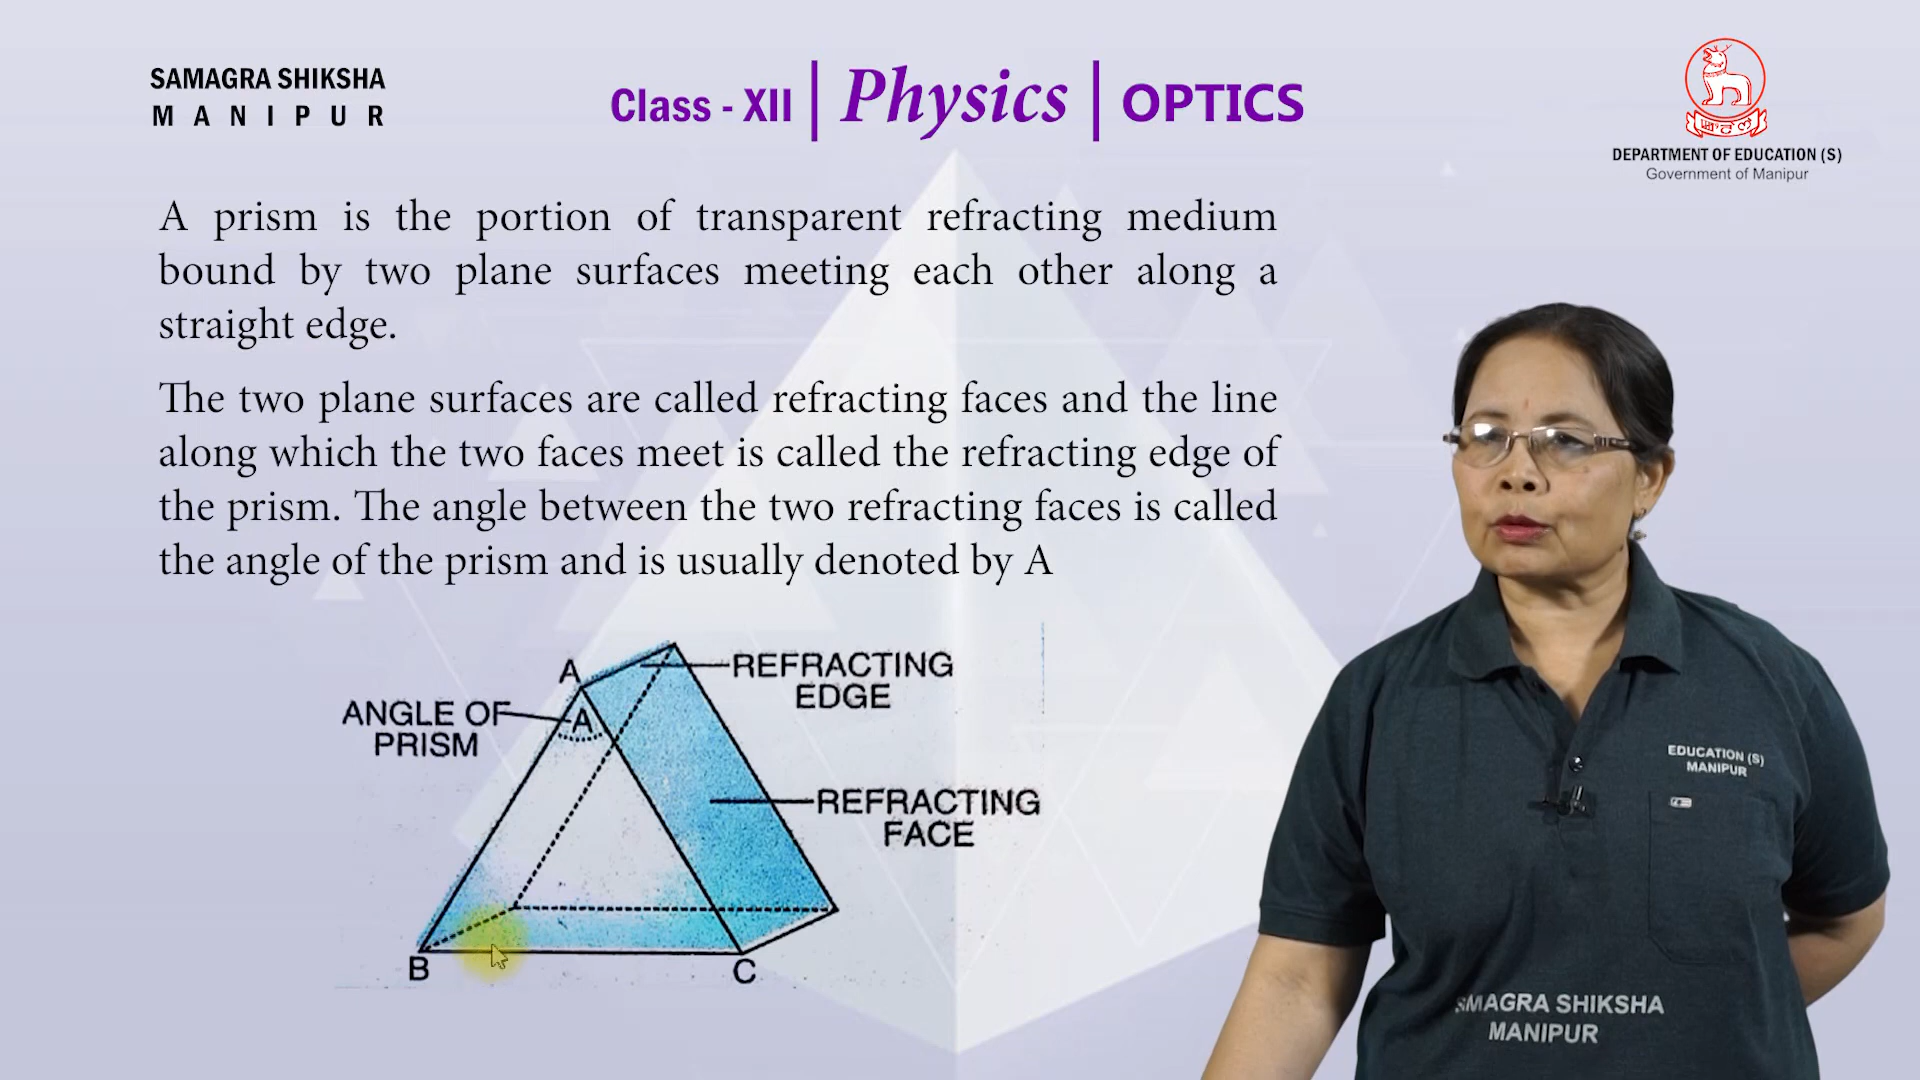 SAMAGRA SHIKSHA
MANIPUR
Class - XII | Physics | OPTICS
DEPARTMENT OF EDUCATION (S)
Government of Manipur
A prism is the portion of transparent refracting medium
bound by two plane surfaces meeting each other along a
straight edge.
The two plane surfaces are called refracting faces and the line
along which the two faces meet is called the refracting edge of
the prism. The angle between the two refracting faces is called
the angle of the prism and is usually denoted by A
A
REFRACTING
EDGE
ANGLE OF
PRISM
A
REFRACTING
FACE
B
C
EDUCATION (S)
MANIPUR
SAMAGRA SHIKSHA
MANIPUR